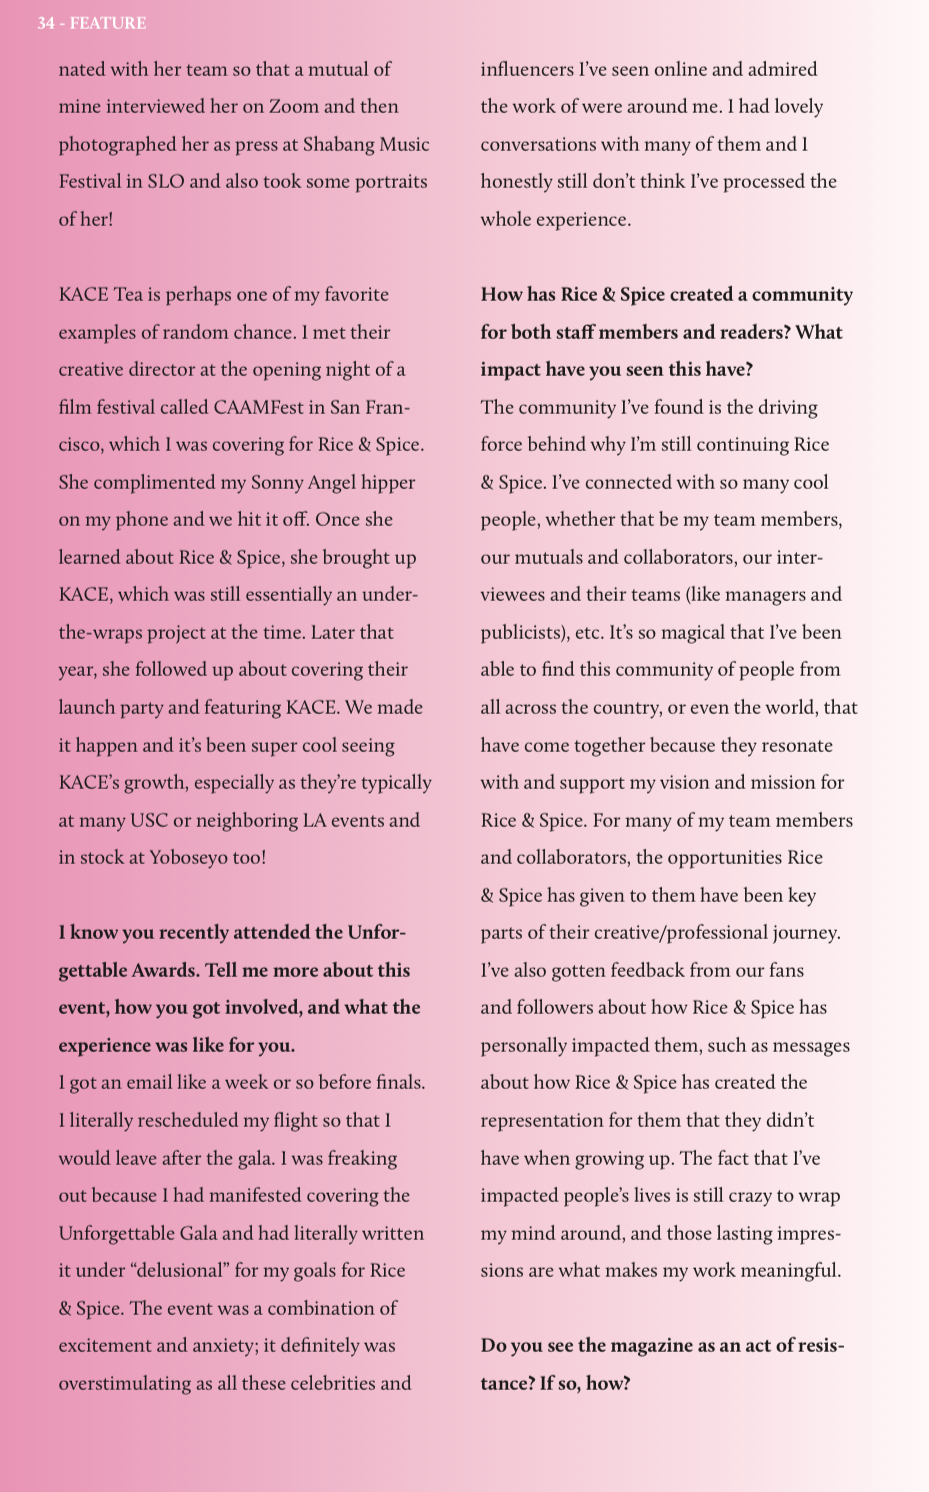 34 - FEATURE
nated with her team so that a mutual of
mine interviewed her on Zoom and then
photographed her as press at Shabang Music
Festival in SLO and also took some portraits
of her!
KACE Tea is perhaps one of my favorite
examples of random chance. I met their
creative director at the opening night of a
film festival called CAAMFest in San Fran-
cisco, which I was covering for Rice & Spice.
She complimented my Sonny Angel hipper
on my phone and we hit it off. Once she
learned about Rice & Spice, she brought up
KACE, which was still essentially an under-
the-wraps project at the time. Later that
year, she followed up about covering their
launch party and featuring KACE. We made
it happen and it’s been super cool seeing
KACE’s growth, especially as they’re typically
at many USC or neighboring LA events and
in stock at Yoboseyo too!
I know you recently attended the Unfor-
gettable Awards. Tell me more about this
event, how you got involved, and what the
experience was like for you.
I got an email like a week or so before finals.
I literally rescheduled my flight so that I
would leave after the gala. I was freaking
out because I had manifested covering the
Unforgettable Gala and had literally written
it under “delusional” for my goals for Rice
& Spice. The event was a combination of
excitement and anxiety; it definitely was
overstimulating as all these celebrities and
influencers I’ve seen online and admired
the work of were around me. I had lovely
conversations with many of them and I
honestly still don’t think I’ve processed the
whole experience.
How has Rice & Spice created a community
for both staff members and readers? What
impact have you seen this have?
The community I’ve found is the driving
force behind why I’m still continuing Rice
& Spice. I’ve connected with so many cool
people, whether that be my team members,
our mutuals and collaborators, our inter-
viewees and their teams (like managers and
publicists), etc. It’s so magical that I’ve been
able to find this community of people from
all across the country, or even the world, that
have come together because they resonate
with and support my vision and mission for
Rice & Spice. For many of my team members
and collaborators, the opportunities Rice
& Spice has given to them have been key
parts of their creative/professional journey.
I’ve also gotten feedback from our fans
and followers about how Rice & Spice has
personally impacted them, such as messages
about how Rice & Spice has created the
representation for them that they didn’t
have when growing up. The fact that I’ve
impacted people’s lives is still crazy to wrap
my mind around, and those lasting impres-
sions are what makes my work meaningful.
Do you see the magazine as an act of resis-
tance? If so, how?